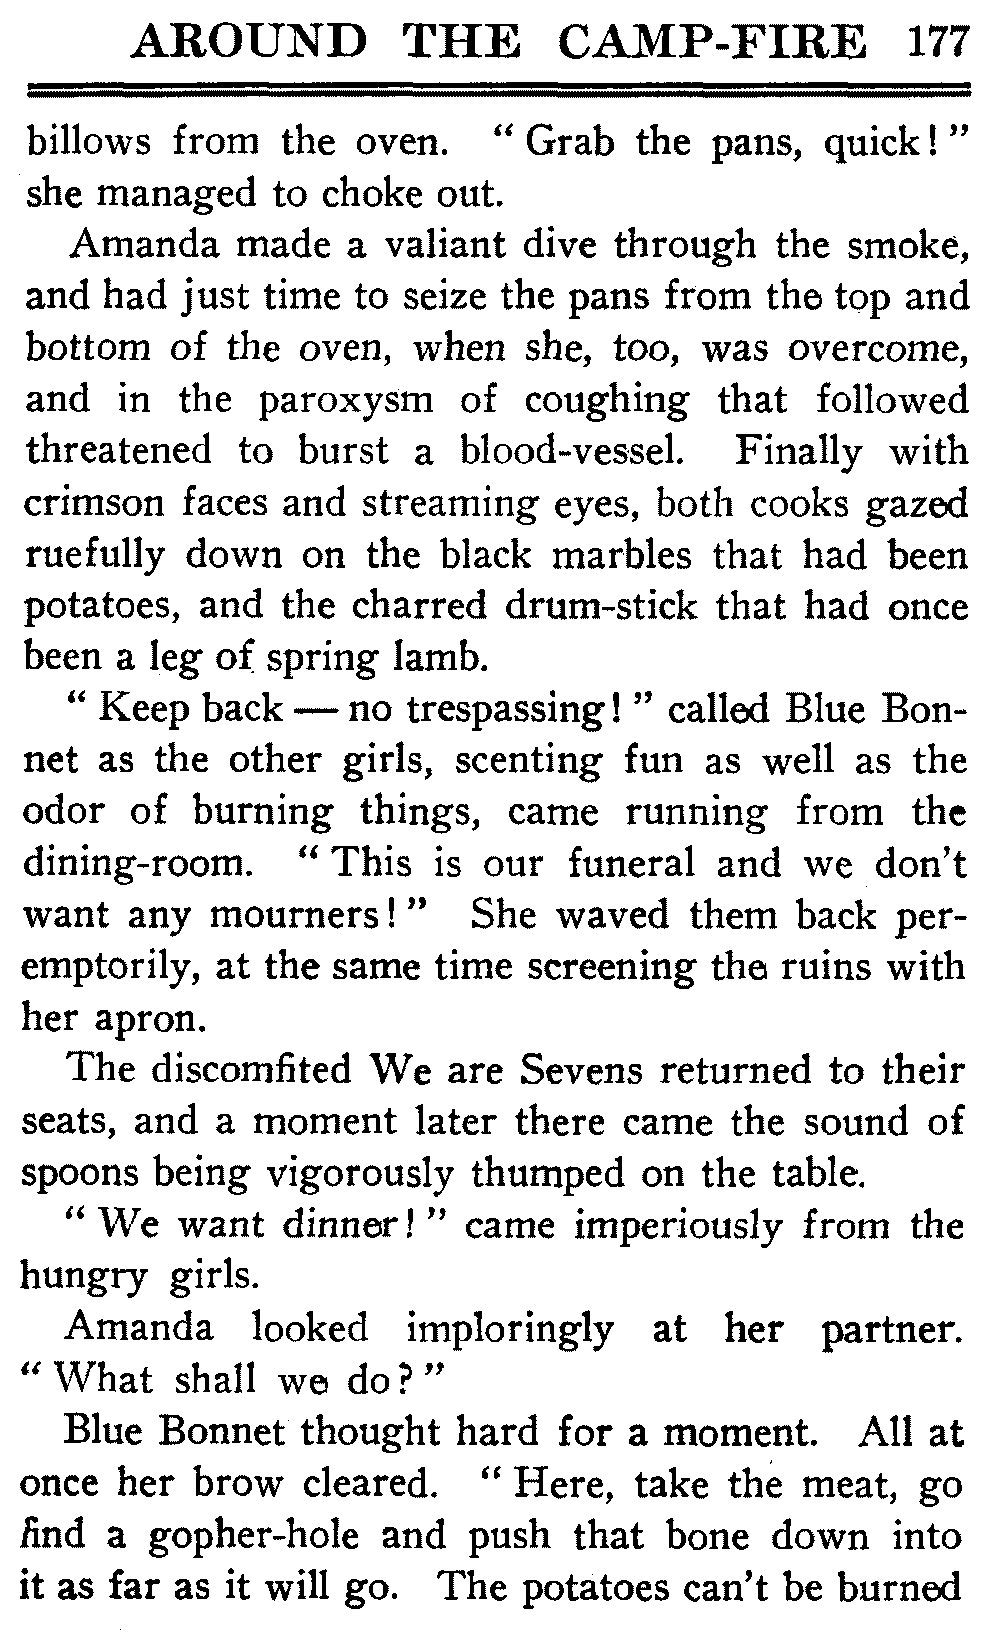 AROUND THE CAMP-FIRE 177
billows from the oven. "Grab the pans, quick!"
she managed to choke out.
Amanda made a valiant dive through the smoke,
and had just time to seize the pans from the top and
bottom of the oven, when she, too, was overcome,
and in the paroxysm of coughing that followed
threatened to burst a blood-vessel. Finally with
crimson faces and streaming eyes, both cooks gazed
ruefully down on the black marbles that had been
potatoes, and the charred drum-stick that had once
been a leg of spring lamb.
"Keep back — no trespassing!" called Blue Bon-
net as the other girls, scenting fun as well as the
odor of burning things, came running from the
dining-room. "This is our funeral and we don't
want any mourners!" She waved them back per-
emptorily, at the same time screening the ruins with
her apron.
The discomfited We are Sevens returned to their
seats, and a moment later there came the sound of
spoons being vigorously thumped on the table.
"We want dinner!" came imperiously from the
hungry girls.
Amanda looked imploringly at her partner.
"What shall we do?"
Blue Bonnet thought hard for a moment. All at
once her brow cleared. "Here, take the meat, go
find a gopher-hole and push that bone down into
it as far as it will go. The potatoes can't be burned